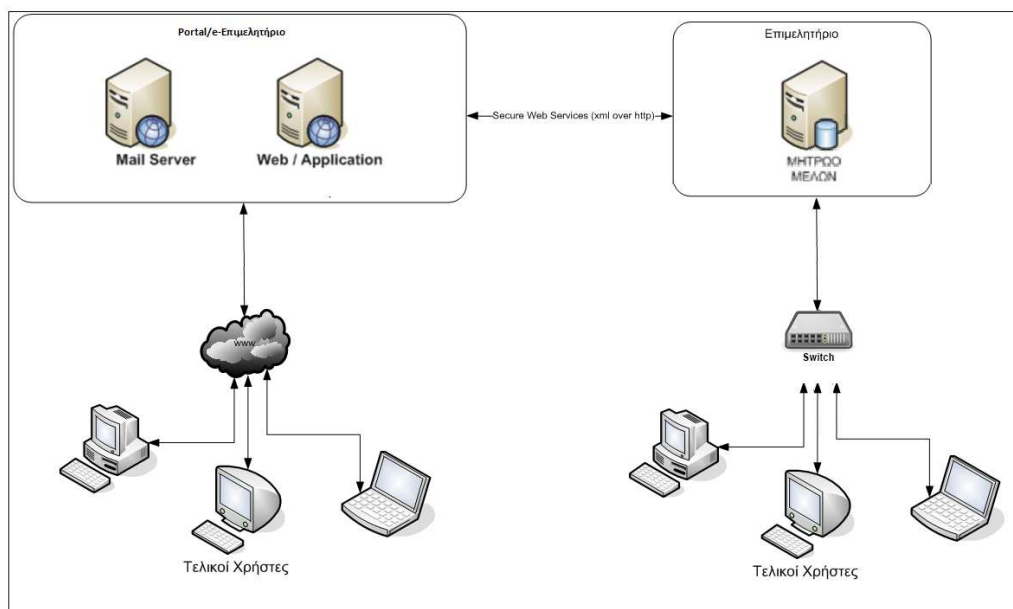 Portal/e-Επιμελητήριο
Mail Server
Web / Application
Secure Web Services (xml over http)
Επιμελητήριο
ΜΗΤΡΩΟ
ΜΕΛΩΝ
www
Switch
Τελικοί Χρήστες
Τελικοί Χρήστες